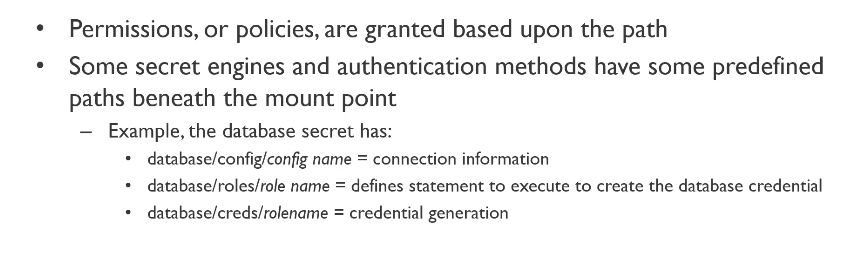 • Permissions, or policies, are granted based upon the path
• Some secret engines and authentication methods have some predefined
paths beneath the mount point
– Example, the database secret has:
• database/config/config name = connection information
• database/roles/role name = defines statement to execute to create the database credential
• database/creds/rolename = credential generation